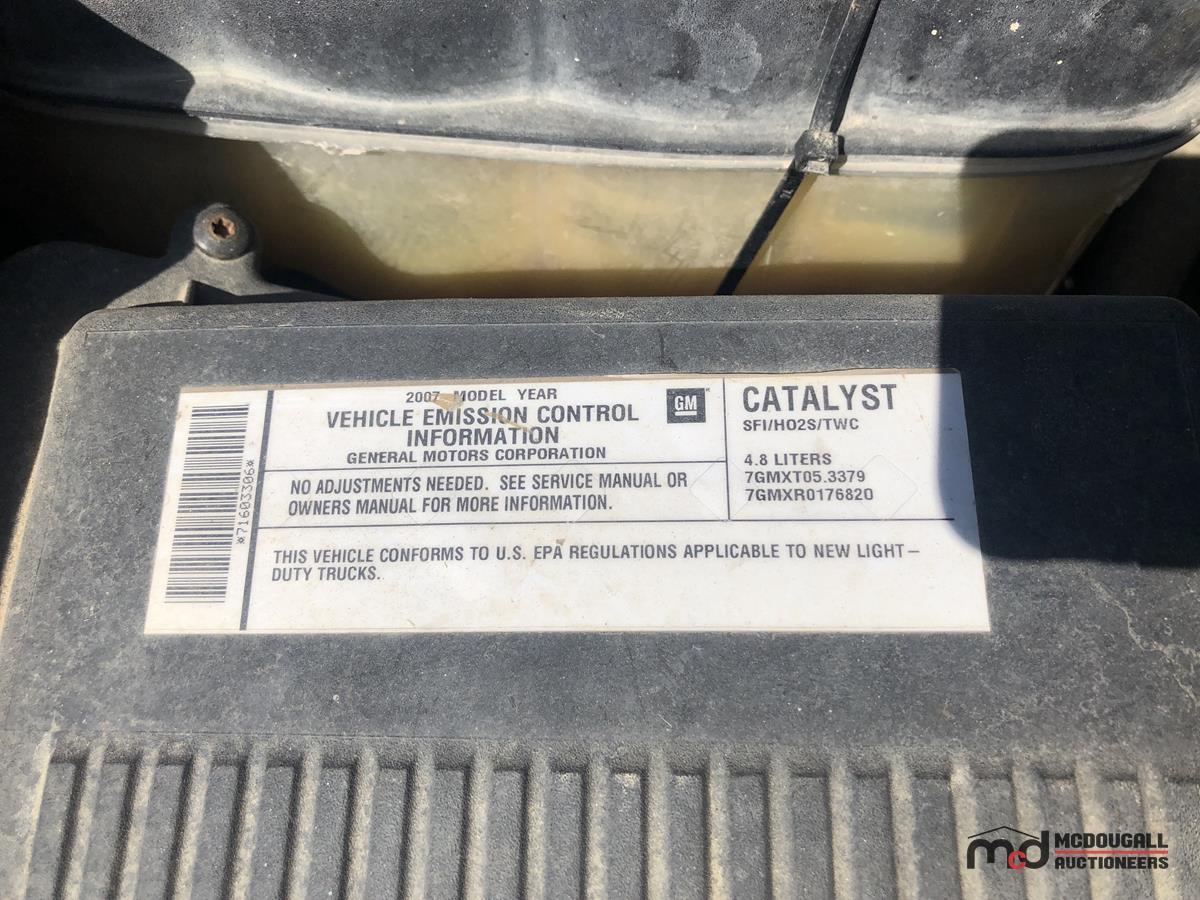 2007 MODEL YEAR
VEHICLE EMISSION CONTROL
INFORMATION
GENERAL MOTORS CORPORATION
GM
NO ADJUSTMENTS NEEDED. SEE SERVICE MANUAL OR
OWNERS MANUAL FOR MORE INFORMATION.
CATALYST
SFI/HO2S/TWC
4.8 LITERS
7GMXT05.3379
7GMXR0176820
THIS VEHICLE CONFORMS TO U.S. EPA REGULATIONS APPLICABLE TO NEW LIGHT–
DUTY TRUCKS.
*71603306*
mcd
MCDOUGALL
AUCTIONEERS